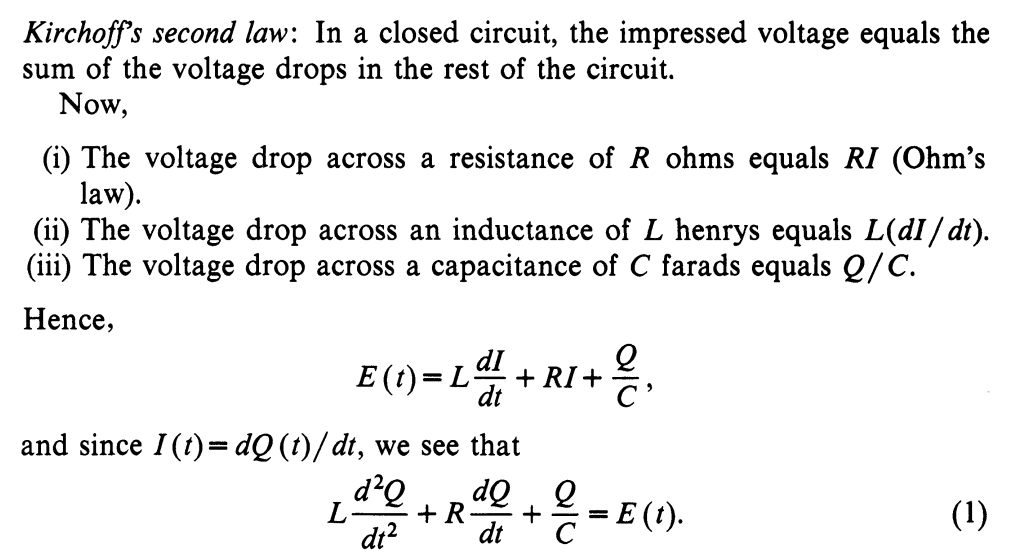 Kirchoff's second law: In a closed circuit, the impressed voltage equals the
sum of the voltage drops in the rest of the circuit.
Now,
(i) The voltage drop across a resistance of R ohms equals RI (Ohm's
law).
(ii) The voltage drop across an inductance of L henrys equals L(dI/dt).
(iii) The voltage drop across a capacitance of C farads equals Q/C.
Hence,
E(t) = L dI/dt + RI + Q/C,
and since I(t) = dQ(t)/dt, we see that
L d²Q/dt² + R dQ/dt + Q/C = E(t). (1)